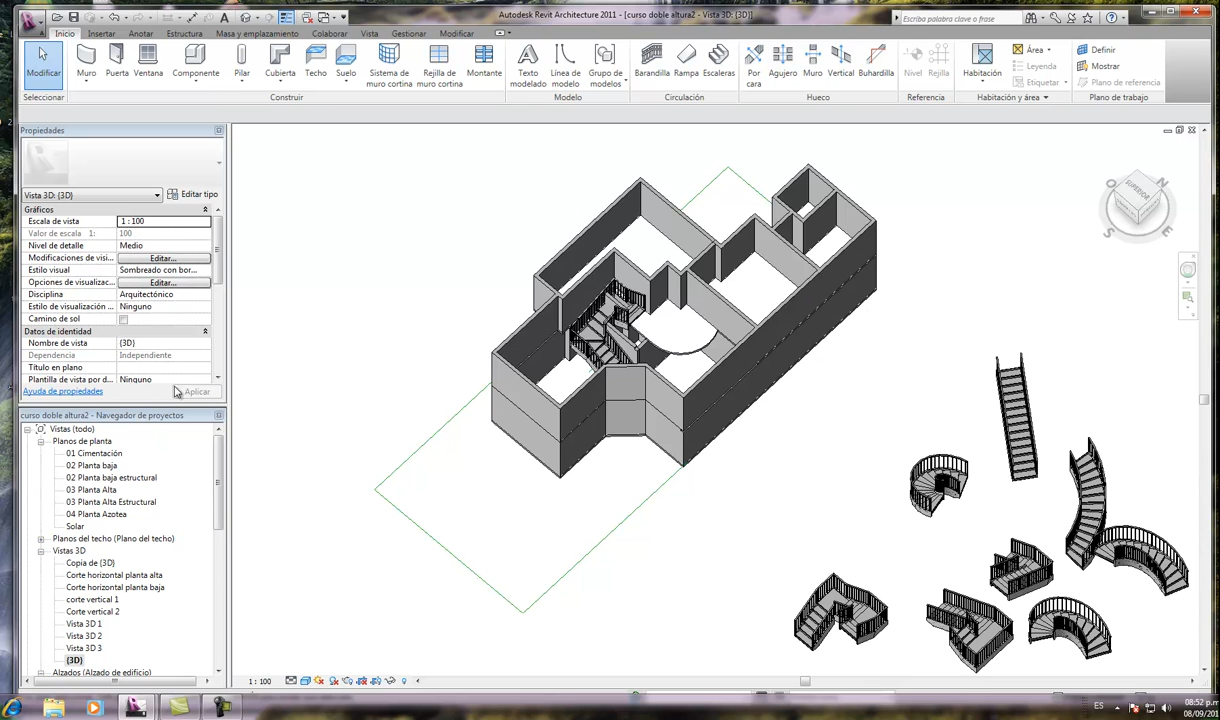 Autodesk Revit Architecture 2011 - [curso doble altura2 - Vista 3D: {3D}]
Escriba palabra clave o frase
Inicio Insertar Anotar Estructura Masa y emplazamiento Colaborar Vista Gestionar Modificar
Modificar
Muro
Puerta
Ventana
Componente
Pilar
Cubierta
Techo
Suelo
Sistema de
muro cortina
Rejilla de
muro cortina
Montante
Texto
modelado
Línea de
modelo
Grupo de
modelos
Barandilla
Rampa
Escaleras
Por
cara
Agujero
Muro
Vertical
Buhardilla
Nivel
Rejilla
Habitación
Área
Leyenda
Etiquetar
Definir
Mostrar
Plano de referencia
Seleccionar
Construir
Modelo
Circulación
Hueco
Referencia
Habitación y área
Plano de trabajo
Propiedades
Vista 3D: {3D}
Editar tipo
Gráficos
Escala de vista 1 : 100
Valor de escala 1: 100
Nivel de detalle Medio
Modificaciones de visi... Editar...
Estilo visual Sombreado con bor...
Opciones de visualizac... Editar...
Disciplina Arquitectónico
Estilo de visualización ... Ninguno
Camino de sol
Datos de identidad
Nombre de vista {3D}
Dependencia Independiente
Título en plano
Plantilla de vista por d... Ninguno
Ayuda de propiedades
Aplicar
curso doble altura2 - Navegador de proyectos
Vistas (todo)
Planos de planta
01 Cimentación
02 Planta baja
02 Planta baja estructural
03 Planta Alta
03 Planta Alta Estructural
04 Planta Azotea
Solar
Planos del techo (Plano del techo)
Vistas 3D
Copia de {3D}
Corte horizontal planta alta
Corte horizontal planta baja
corte vertical 1
Corte vertical 2
Vista 3D 1
Vista 3D 2
Vista 3D 3
{3D}
Alzados (Alzado de edificio)
SUPERIOR
O
N
S
E
1 : 100
ES
08:52 p.m.
08/09/201